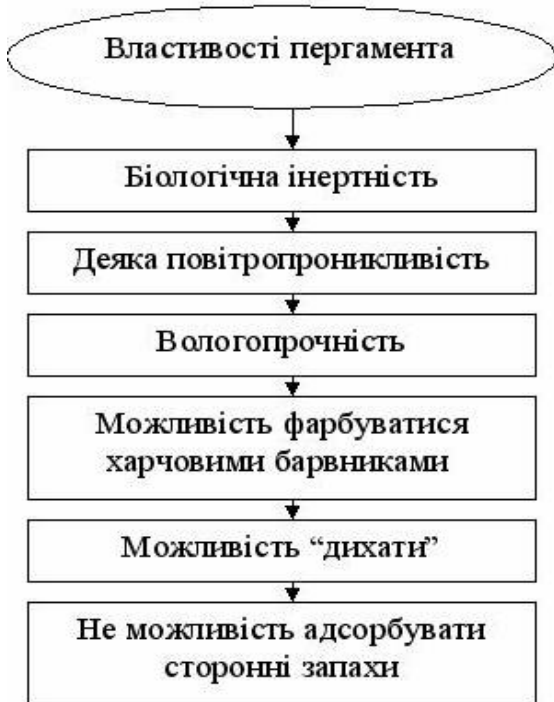 Властивості пергамента
Біологічна інертність
Деяка повітропроникливість
Вологопрочність
Можливість фарбуватися
харчовими барвниками
Можливість “дихати”
Не можливість адсорбувати
сторонні запахи